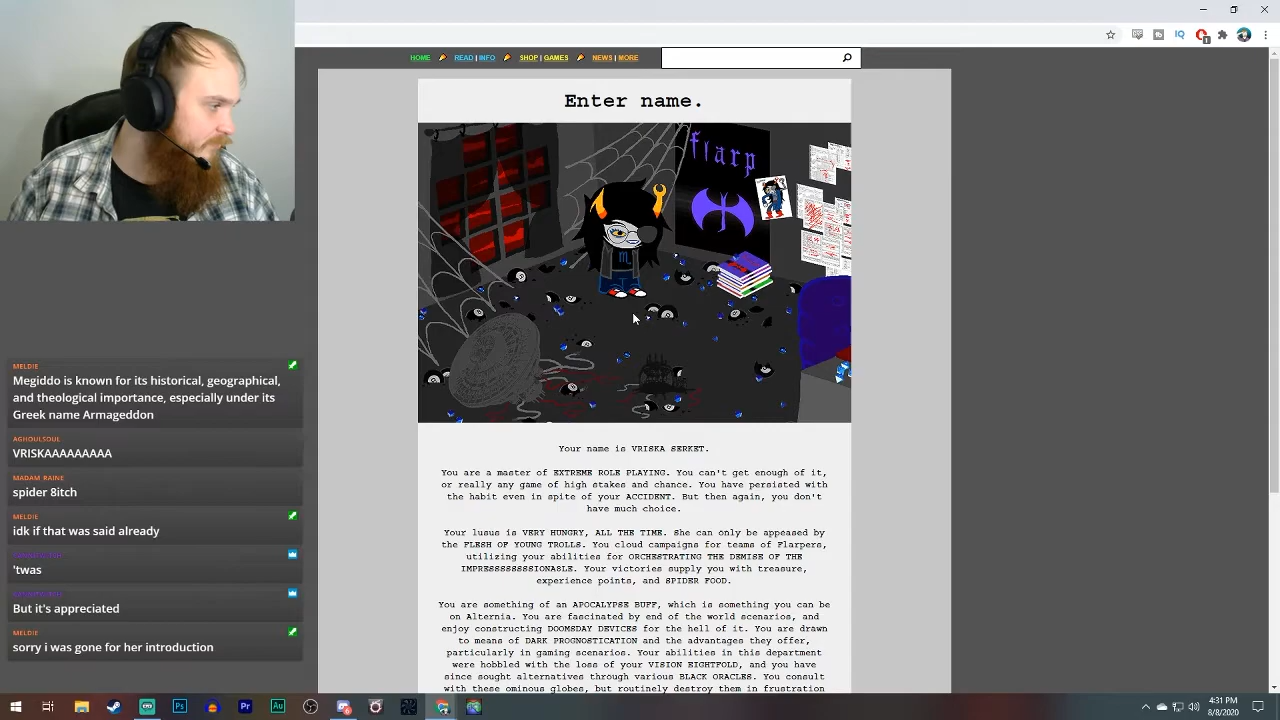 HOME READ | INFO SHOP | GAMES NEWS | MORE
Enter name.
flarp
Your name is VRISKA SERKET.
You are a master of EXTREME ROLE PLAYING. You can't get enough of it,
or really any game of high stakes and chance. You have persisted with
the habit even in spite of your ACCIDENT. But then again, you don't
have much choice.
Your lusus is VERY HUNGRY, ALL THE TIME. She can only be appeased by
the FLESH OF YOUNG TROLLS. You cloud campaigns for teams of Flarpers,
utilizing your abilities for ORCHESTRATING THE DEMISE OF THE
IMPRESSSSSSSSIONABLE. Your victories supply you with treasure,
experience points, and SPIDER FOOD.
You are something of an APOCALYPSE BUFF, which is something you can be
on Alternia. You are fascinated by end of the world scenarios, and
enjoy constructing DOOMSDAY DEVICES for the hell of it. You are drawn
to means of DARK PROGNOSTICATION and the advantages they offer,
particularly in gaming scenarios. Your abilities in this department
were hobbled with the loss of your VISION EIGHTFOLD, and you have
since sought alternatives through various BLACK ORACLES. You consult
with these ominous globes, but routinely destroy them in frustration
MELDIE
Megiddo is known for its historical, geographical,
and theological importance, especially under its
Greek name Armageddon
AGHOULSOUL
VRISKAAAAAAAAAA
MADAM RAINE
spider 8itch
MELDIE
idk if that was said already
'twas
But it's appreciated
MELDIE
sorry i was gone for her introduction
4:31 PM
8/8/2020